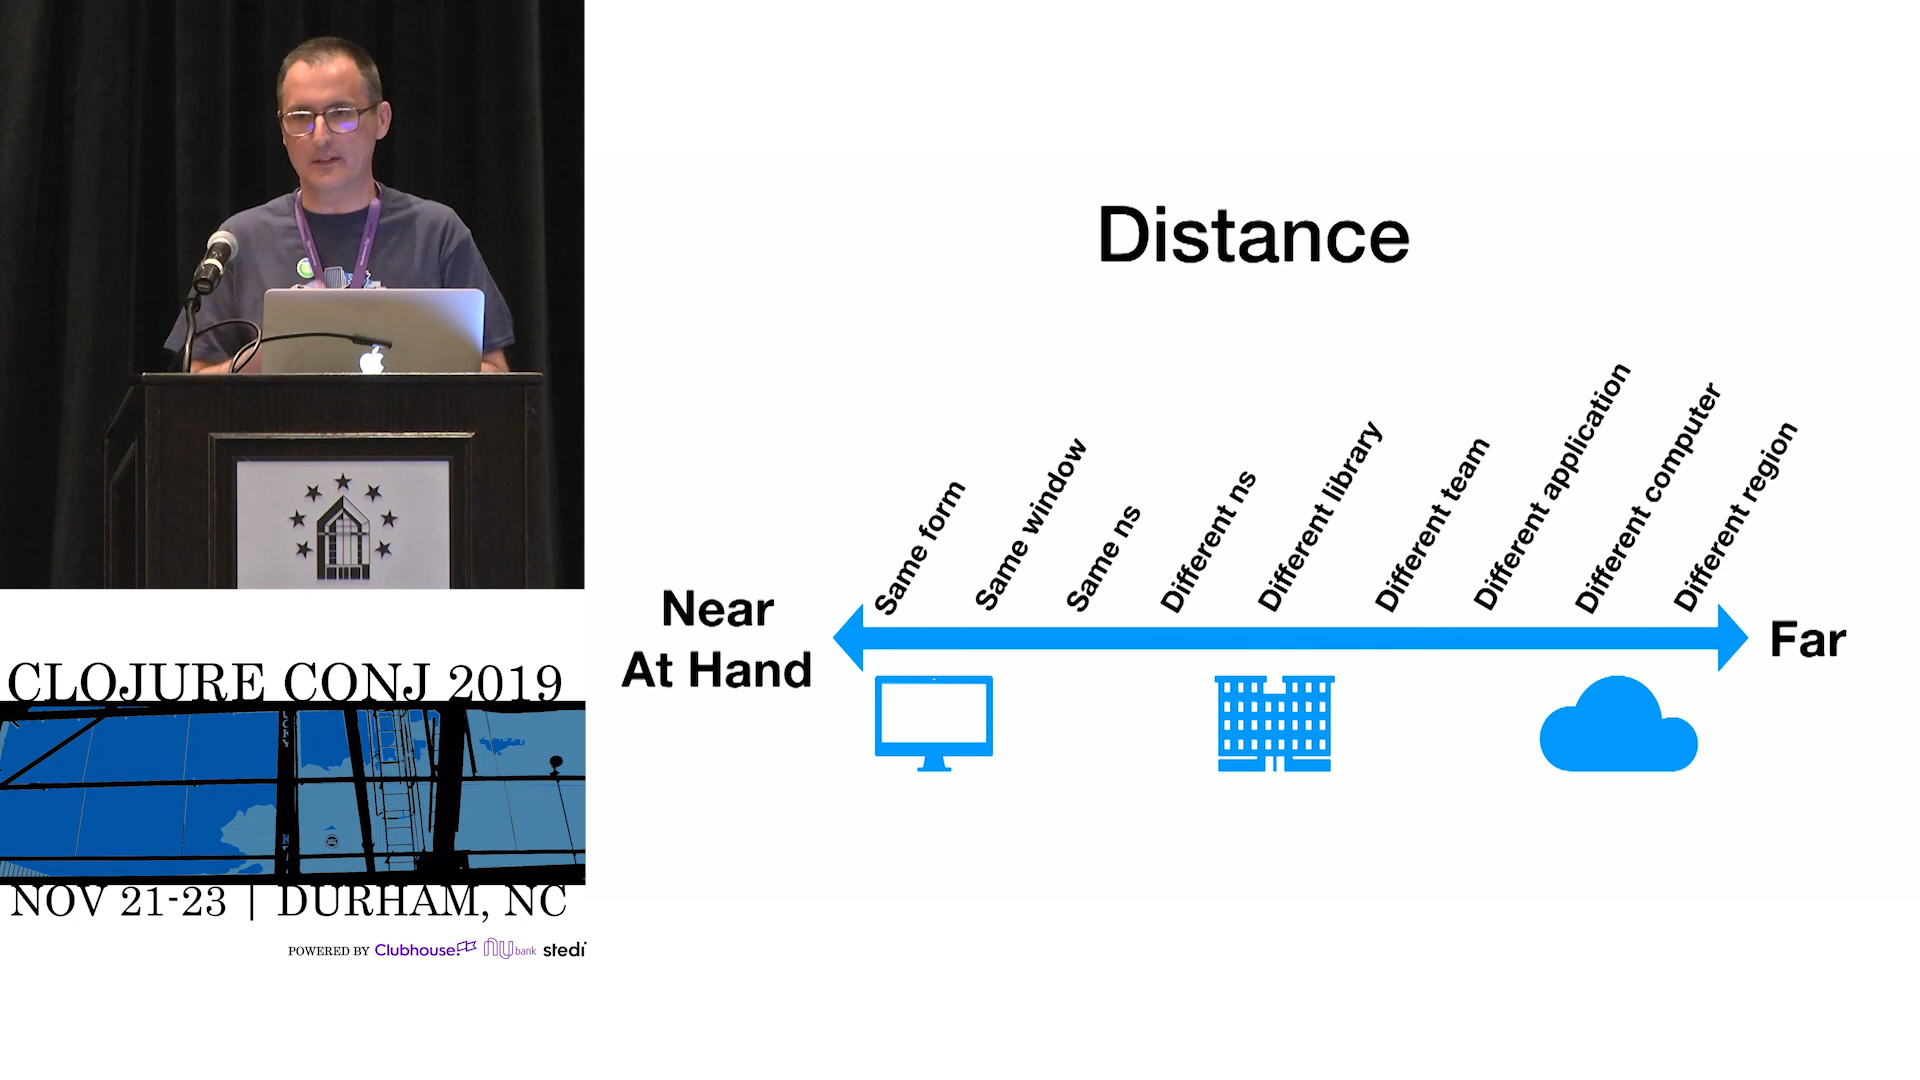 Distance
Same form
Same window
Same ns
Different ns
Different library
Different team
Different application
Different computer
Different region
Near
At Hand
Far
CLOJURE CONJ 2019
NOV 21-23 | DURHAM, NC
POWERED BY Clubhouse nu bank stedi